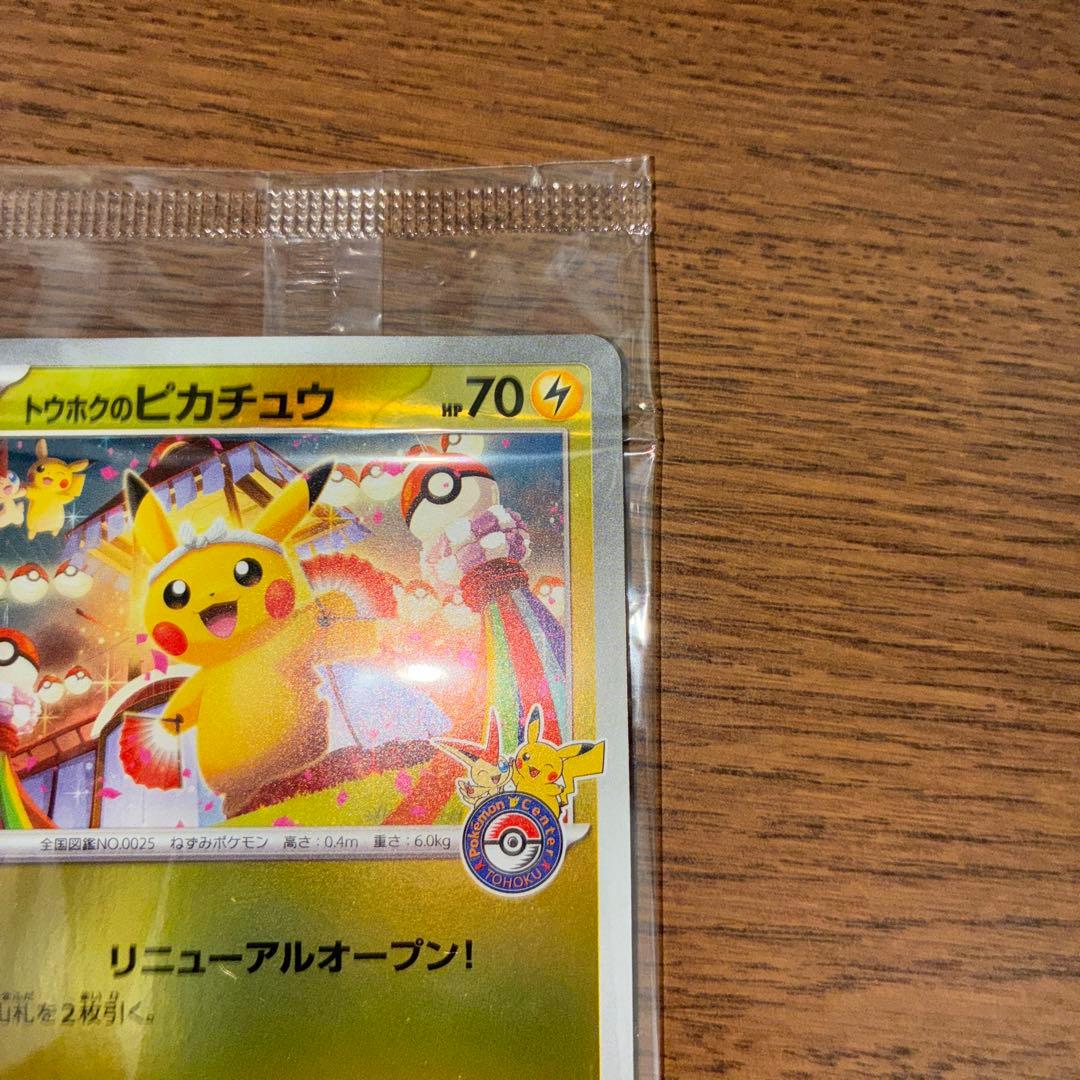 トウホクのピカチュウ HP 70
全国図鑑NO.0025 ねずみポケモン 高さ:0.4m 重さ:6.0kg
Pokémon Center
TOHOKU
リニューアルオープン!
山札を2枚引く。